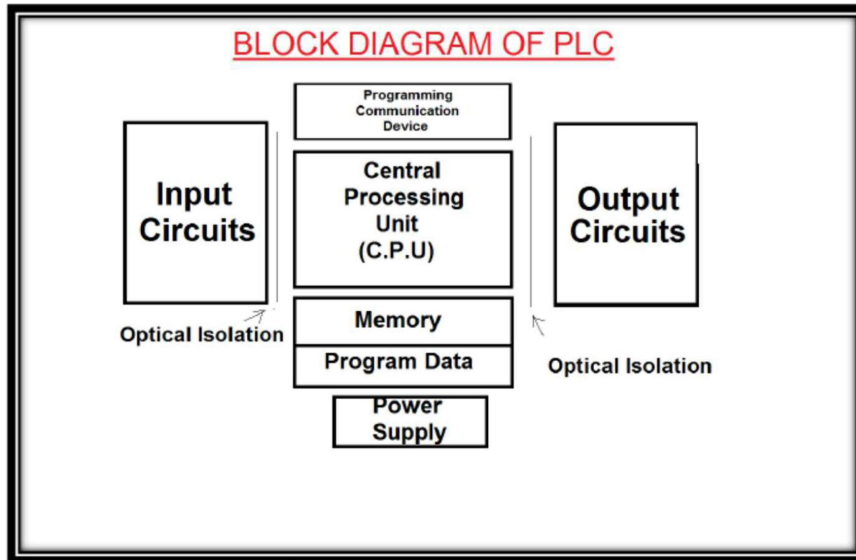 BLOCK DIAGRAM OF PLC
Programming
Communication
Device
Input
Circuits
Central
Processing
Unit
(C.P.U)
Output
Circuits
Optical Isolation
Memory
Program Data
Optical Isolation
Power
Supply